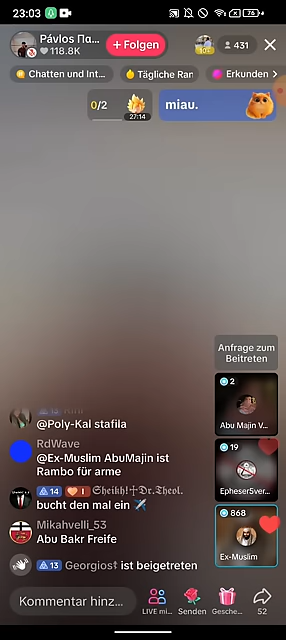 23:03
76
Pávlos Πα...
118.8K
+ Folgen
10+
431
Chatten und Int...
Tägliche Ran
Erkunden >
0/2
27:14
miau.
Anfrage zum
Beitreten
2
Abu Majin V...
@Poly-Kal stafila
RdWave
@Ex-Muslim AbuMajin ist
Rambo für arme
19
EpheserSver...
14 I 𝔖𝔥𝔢𝔦𝔨𝔥!☩𝔇𝔯.𝔗𝔥𝔢𝔬𝔩.
bucht den mal ein ✈️
868
Ex-Muslim
Mikahvelli_53
Abu Bakr Freife
13 Georgios☦ ist beigetreten
Kommentar hinz...
LIVE mi...
Senden
Gesche...
52